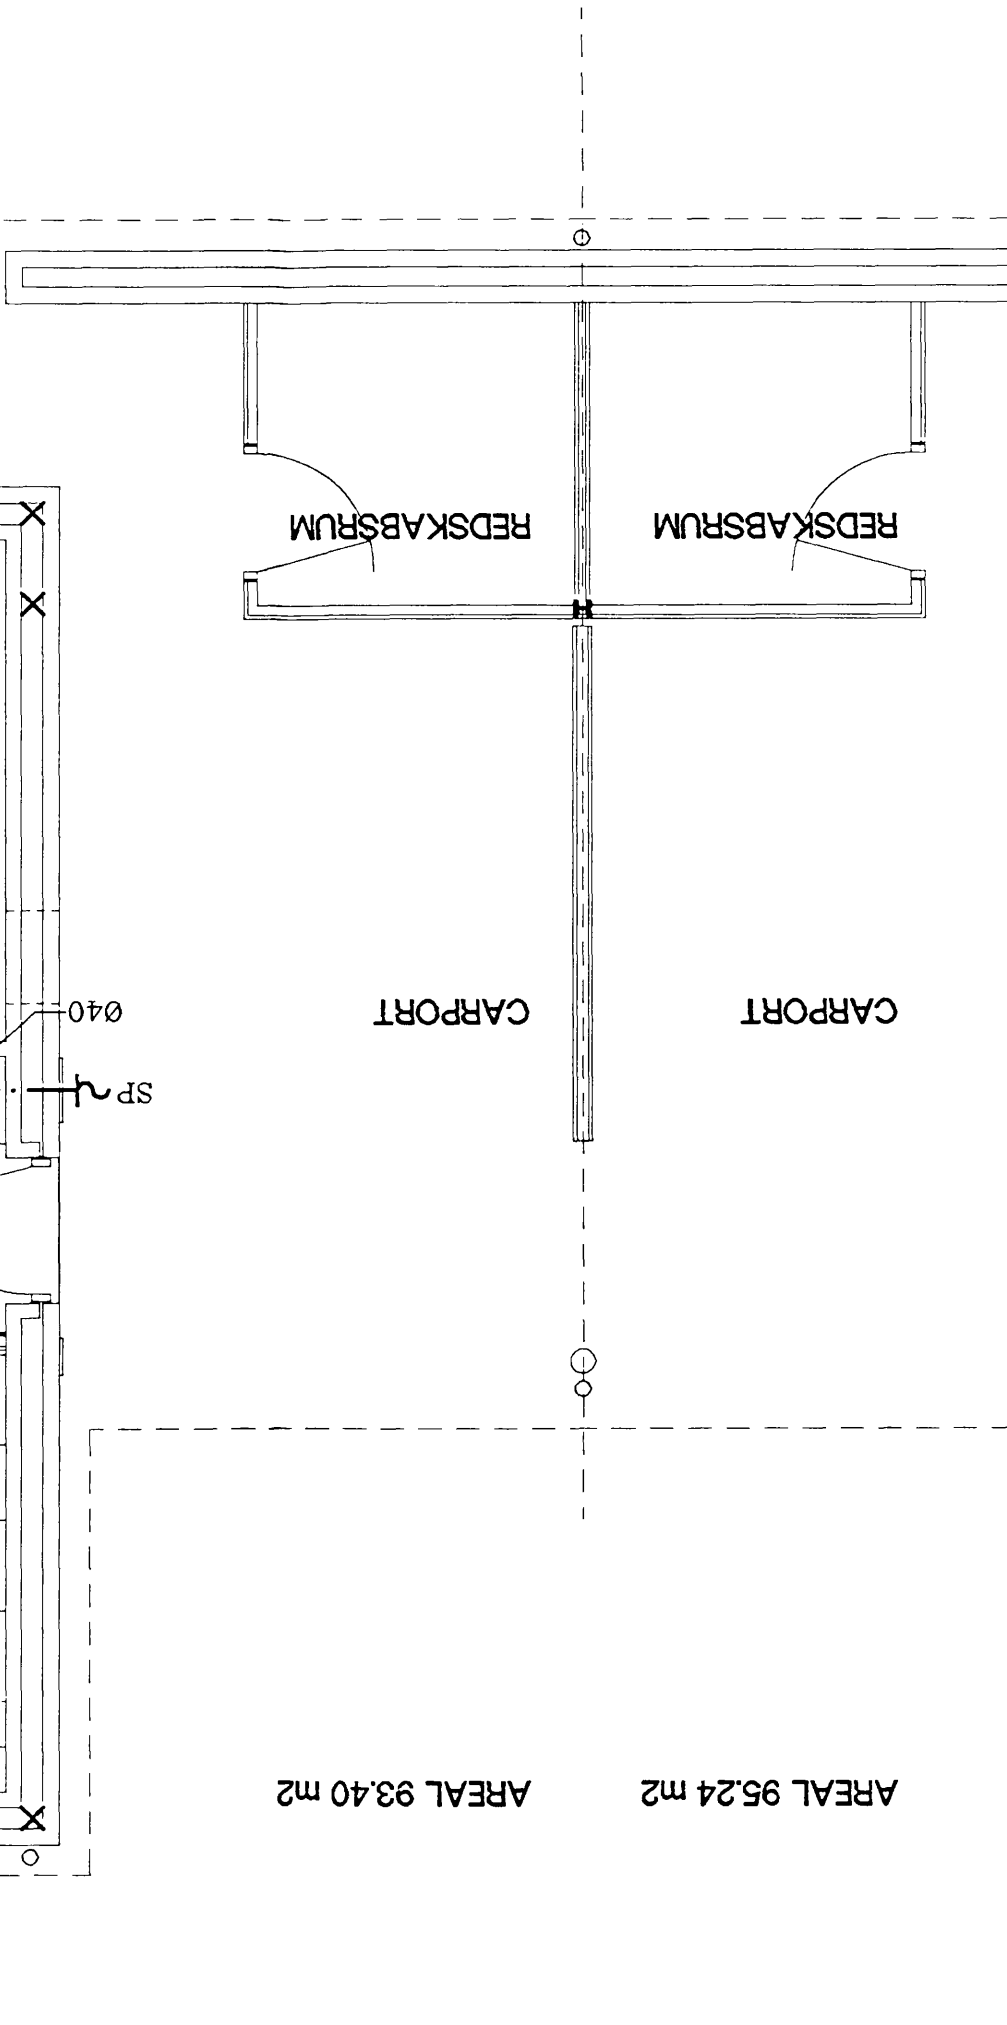 AREAL 95.24 m2
AREAL 93.40 m2
SP
CARPORT
CARPORT
Ø40
REDSKABSRUM
REDSKABSRUM